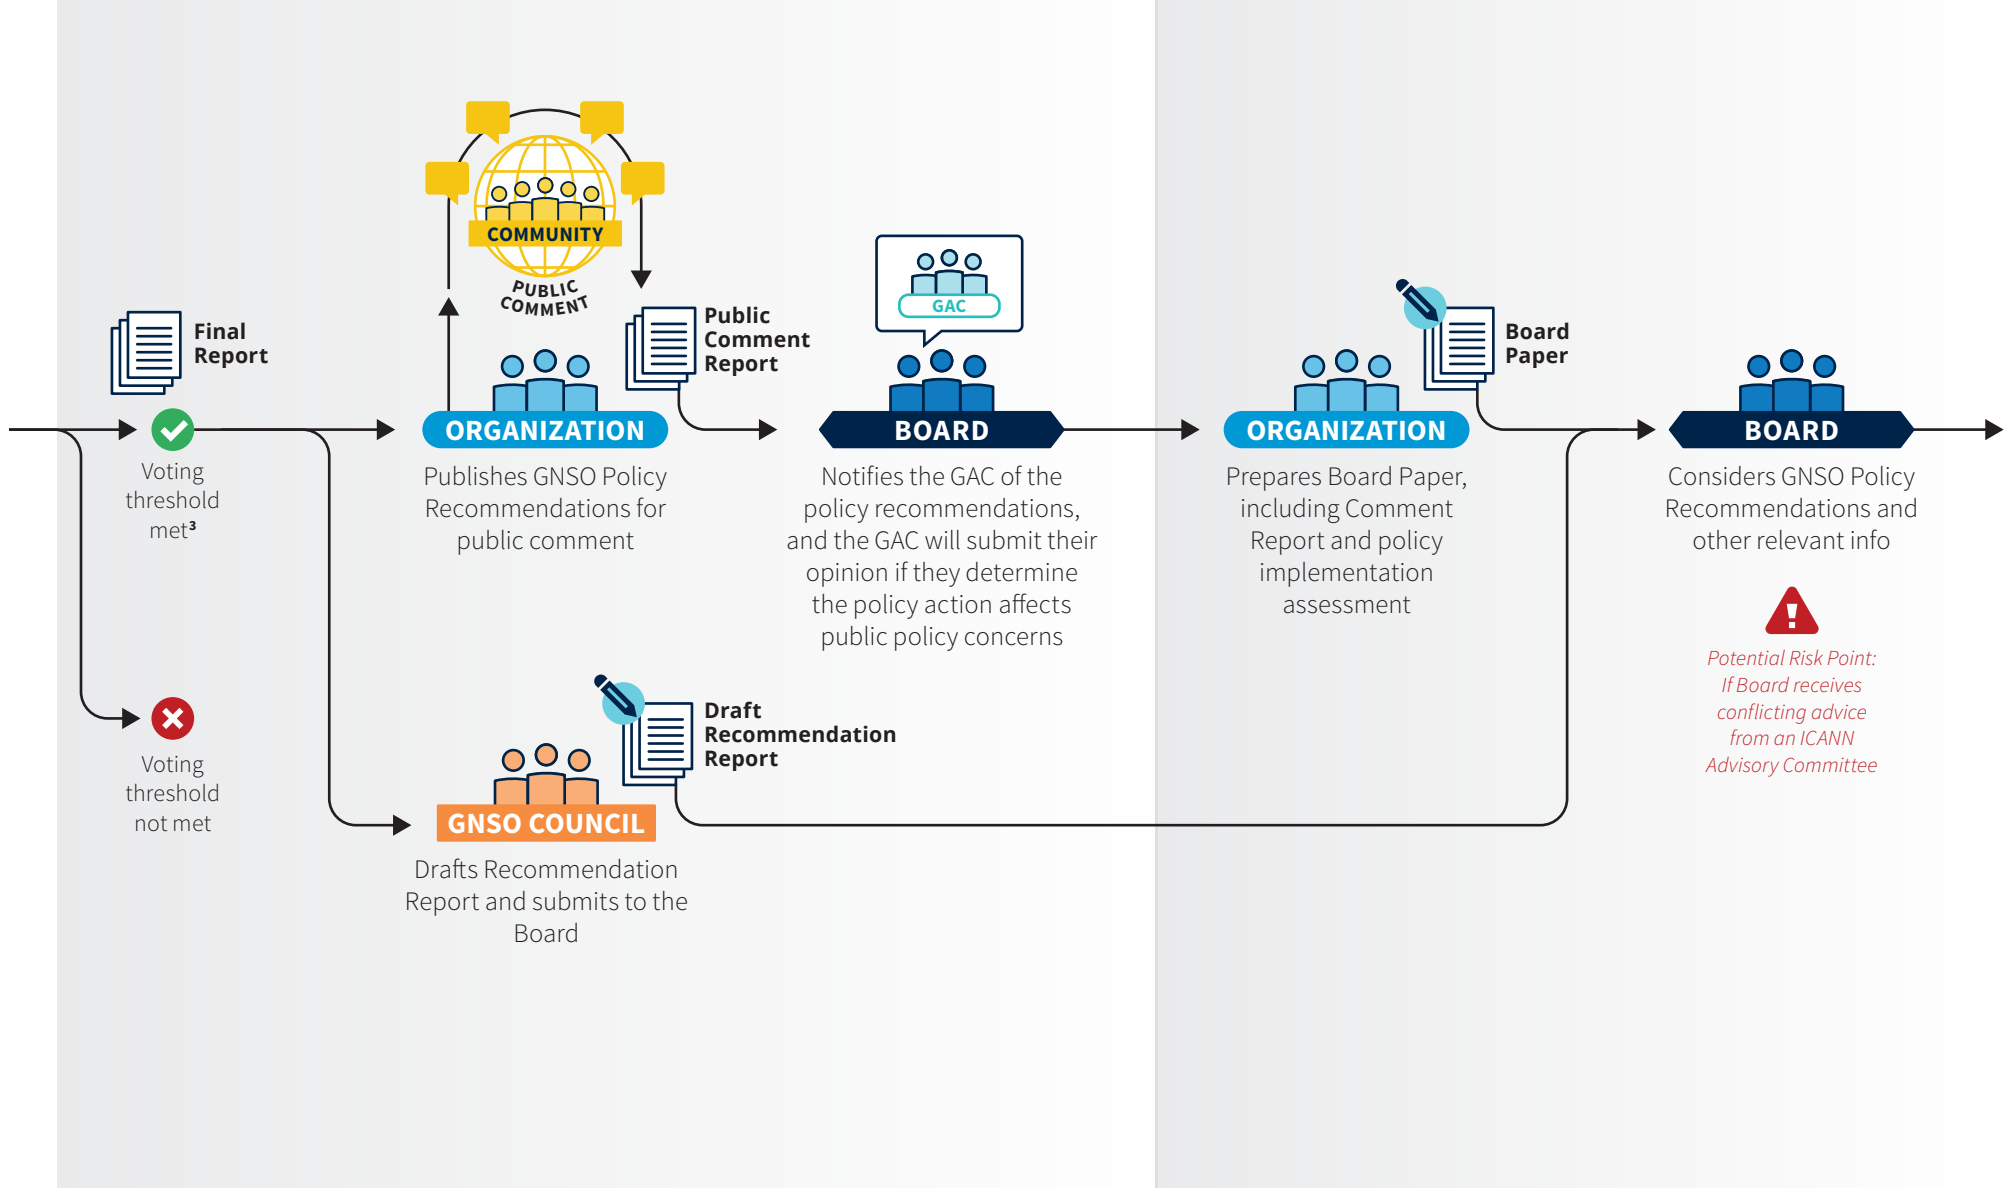 COMMUNITY
PUBLIC
COMMENT
GAC
Final
Report
Public
Comment
Report
Board
Paper
Voting
threshold
met³
ORGANIZATION
Publishes GNSO Policy
Recommendations for
public comment
BOARD
Notifies the GAC of the
policy recommendations,
and the GAC will submit their
opinion if they determine
the policy action affects
public policy concerns
ORGANIZATION
Prepares Board Paper,
including Comment
Report and policy
implementation
assessment
BOARD
Considers GNSO Policy
Recommendations and
other relevant info
Potential Risk Point:
If Board receives
conflicting advice
from an ICANN
Advisory Committee
Voting
threshold
not met
Draft
Recommendation
Report
GNSO COUNCIL
Drafts Recommendation
Report and submits to the
Board